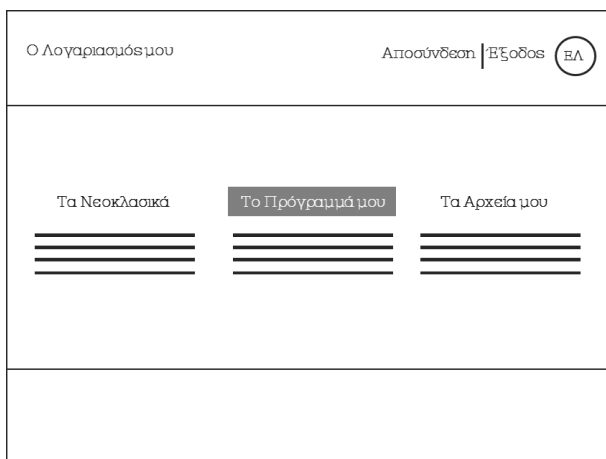 Ο Λογαριασμός μου
Αποσύνδεση | Έξοδος ΕΛ
Τα Νεοκλασικά
Το Πρόγραμμά μου
Τα Αρχεία μου